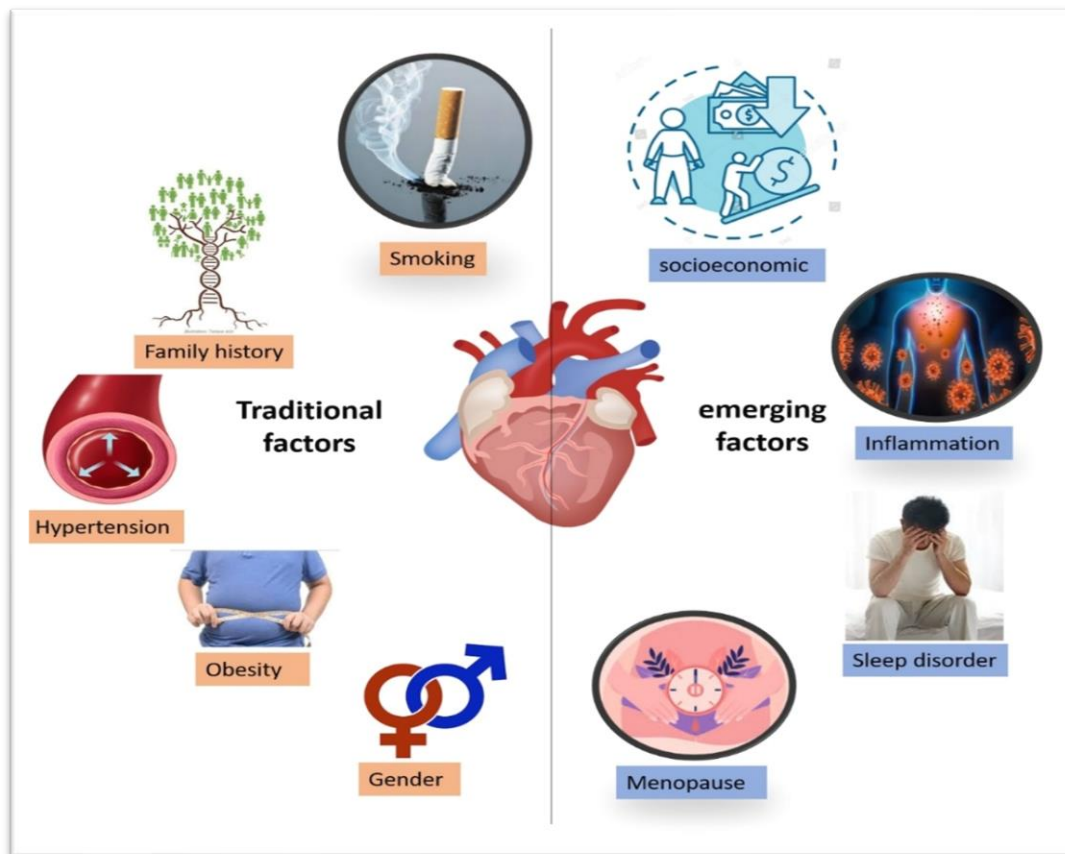 Smoking
Family history
Traditional
factors
Hypertension
Obesity
Gender
socioeconomic
emerging
factors
Inflammation
Sleep disorder
Menopause